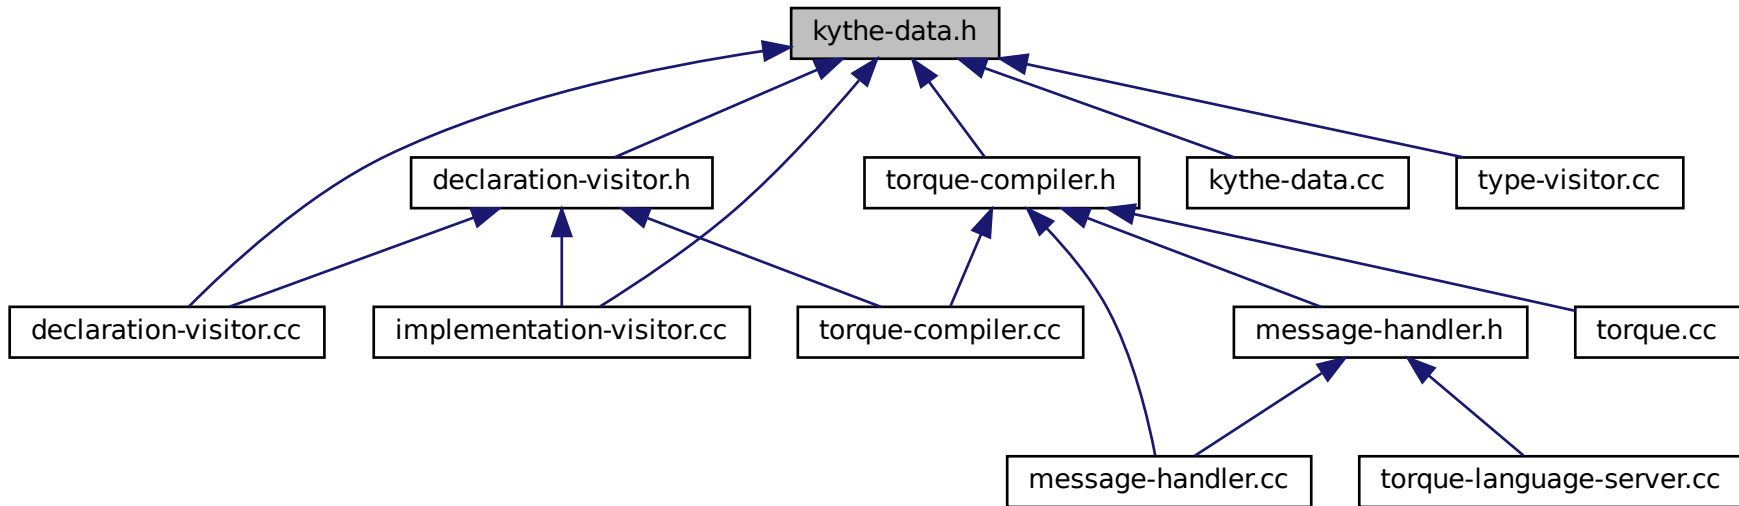 kythe-data.h
declaration-visitor.h
torque-compiler.h
kythe-data.cc
type-visitor.cc
declaration-visitor.cc
implementation-visitor.cc
torque-compiler.cc
message-handler.h
torque.cc
message-handler.cc
torque-language-server.cc